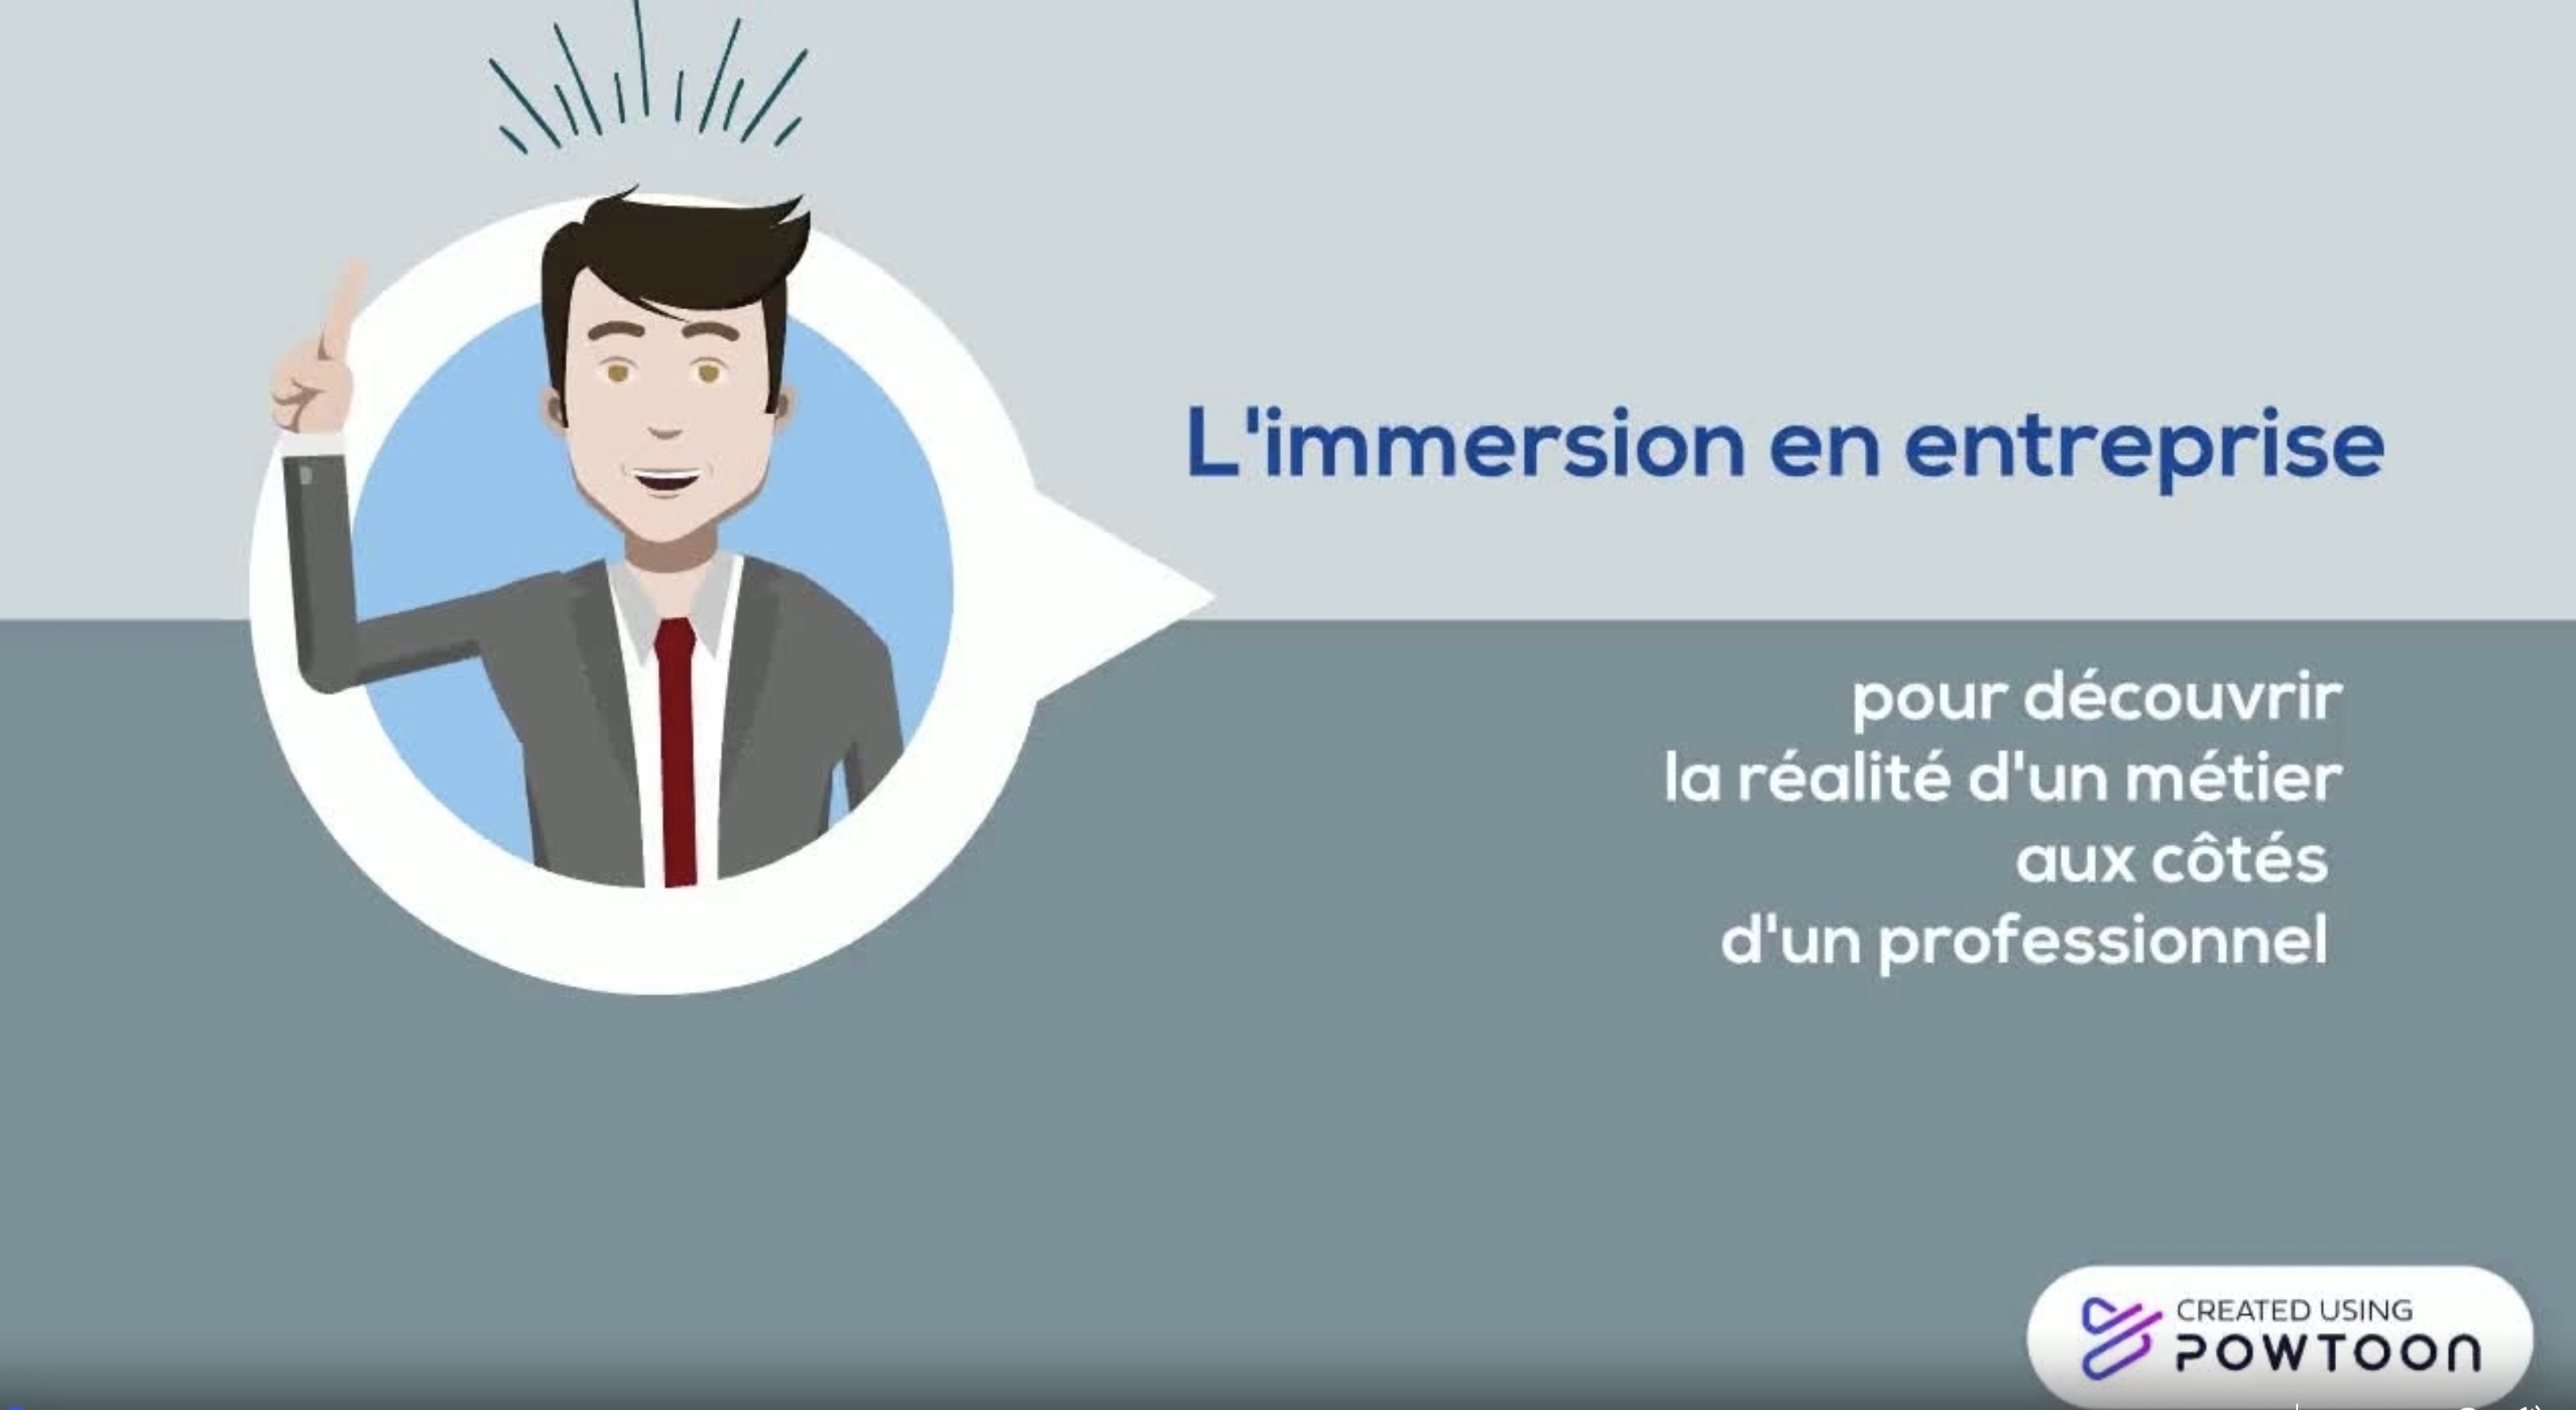 L'immersion en entreprise
pour découvrir
la réalité d'un métier
aux côtés
d'un professionnel
CREATED USING
POWTOON